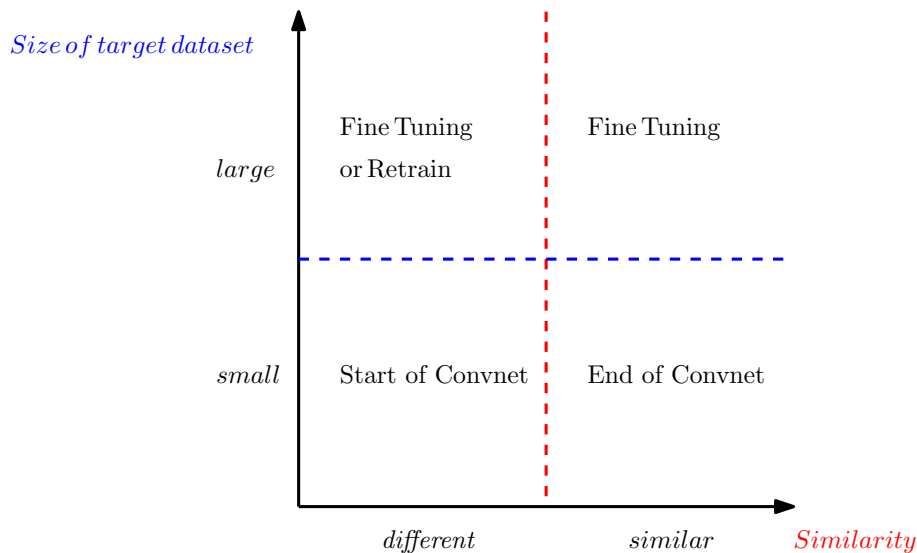 Size of target dataset
Fine Tuning
or Retrain
Fine Tuning
large
small
Start of Convnet
End of Convnet
different
similar
Similarity